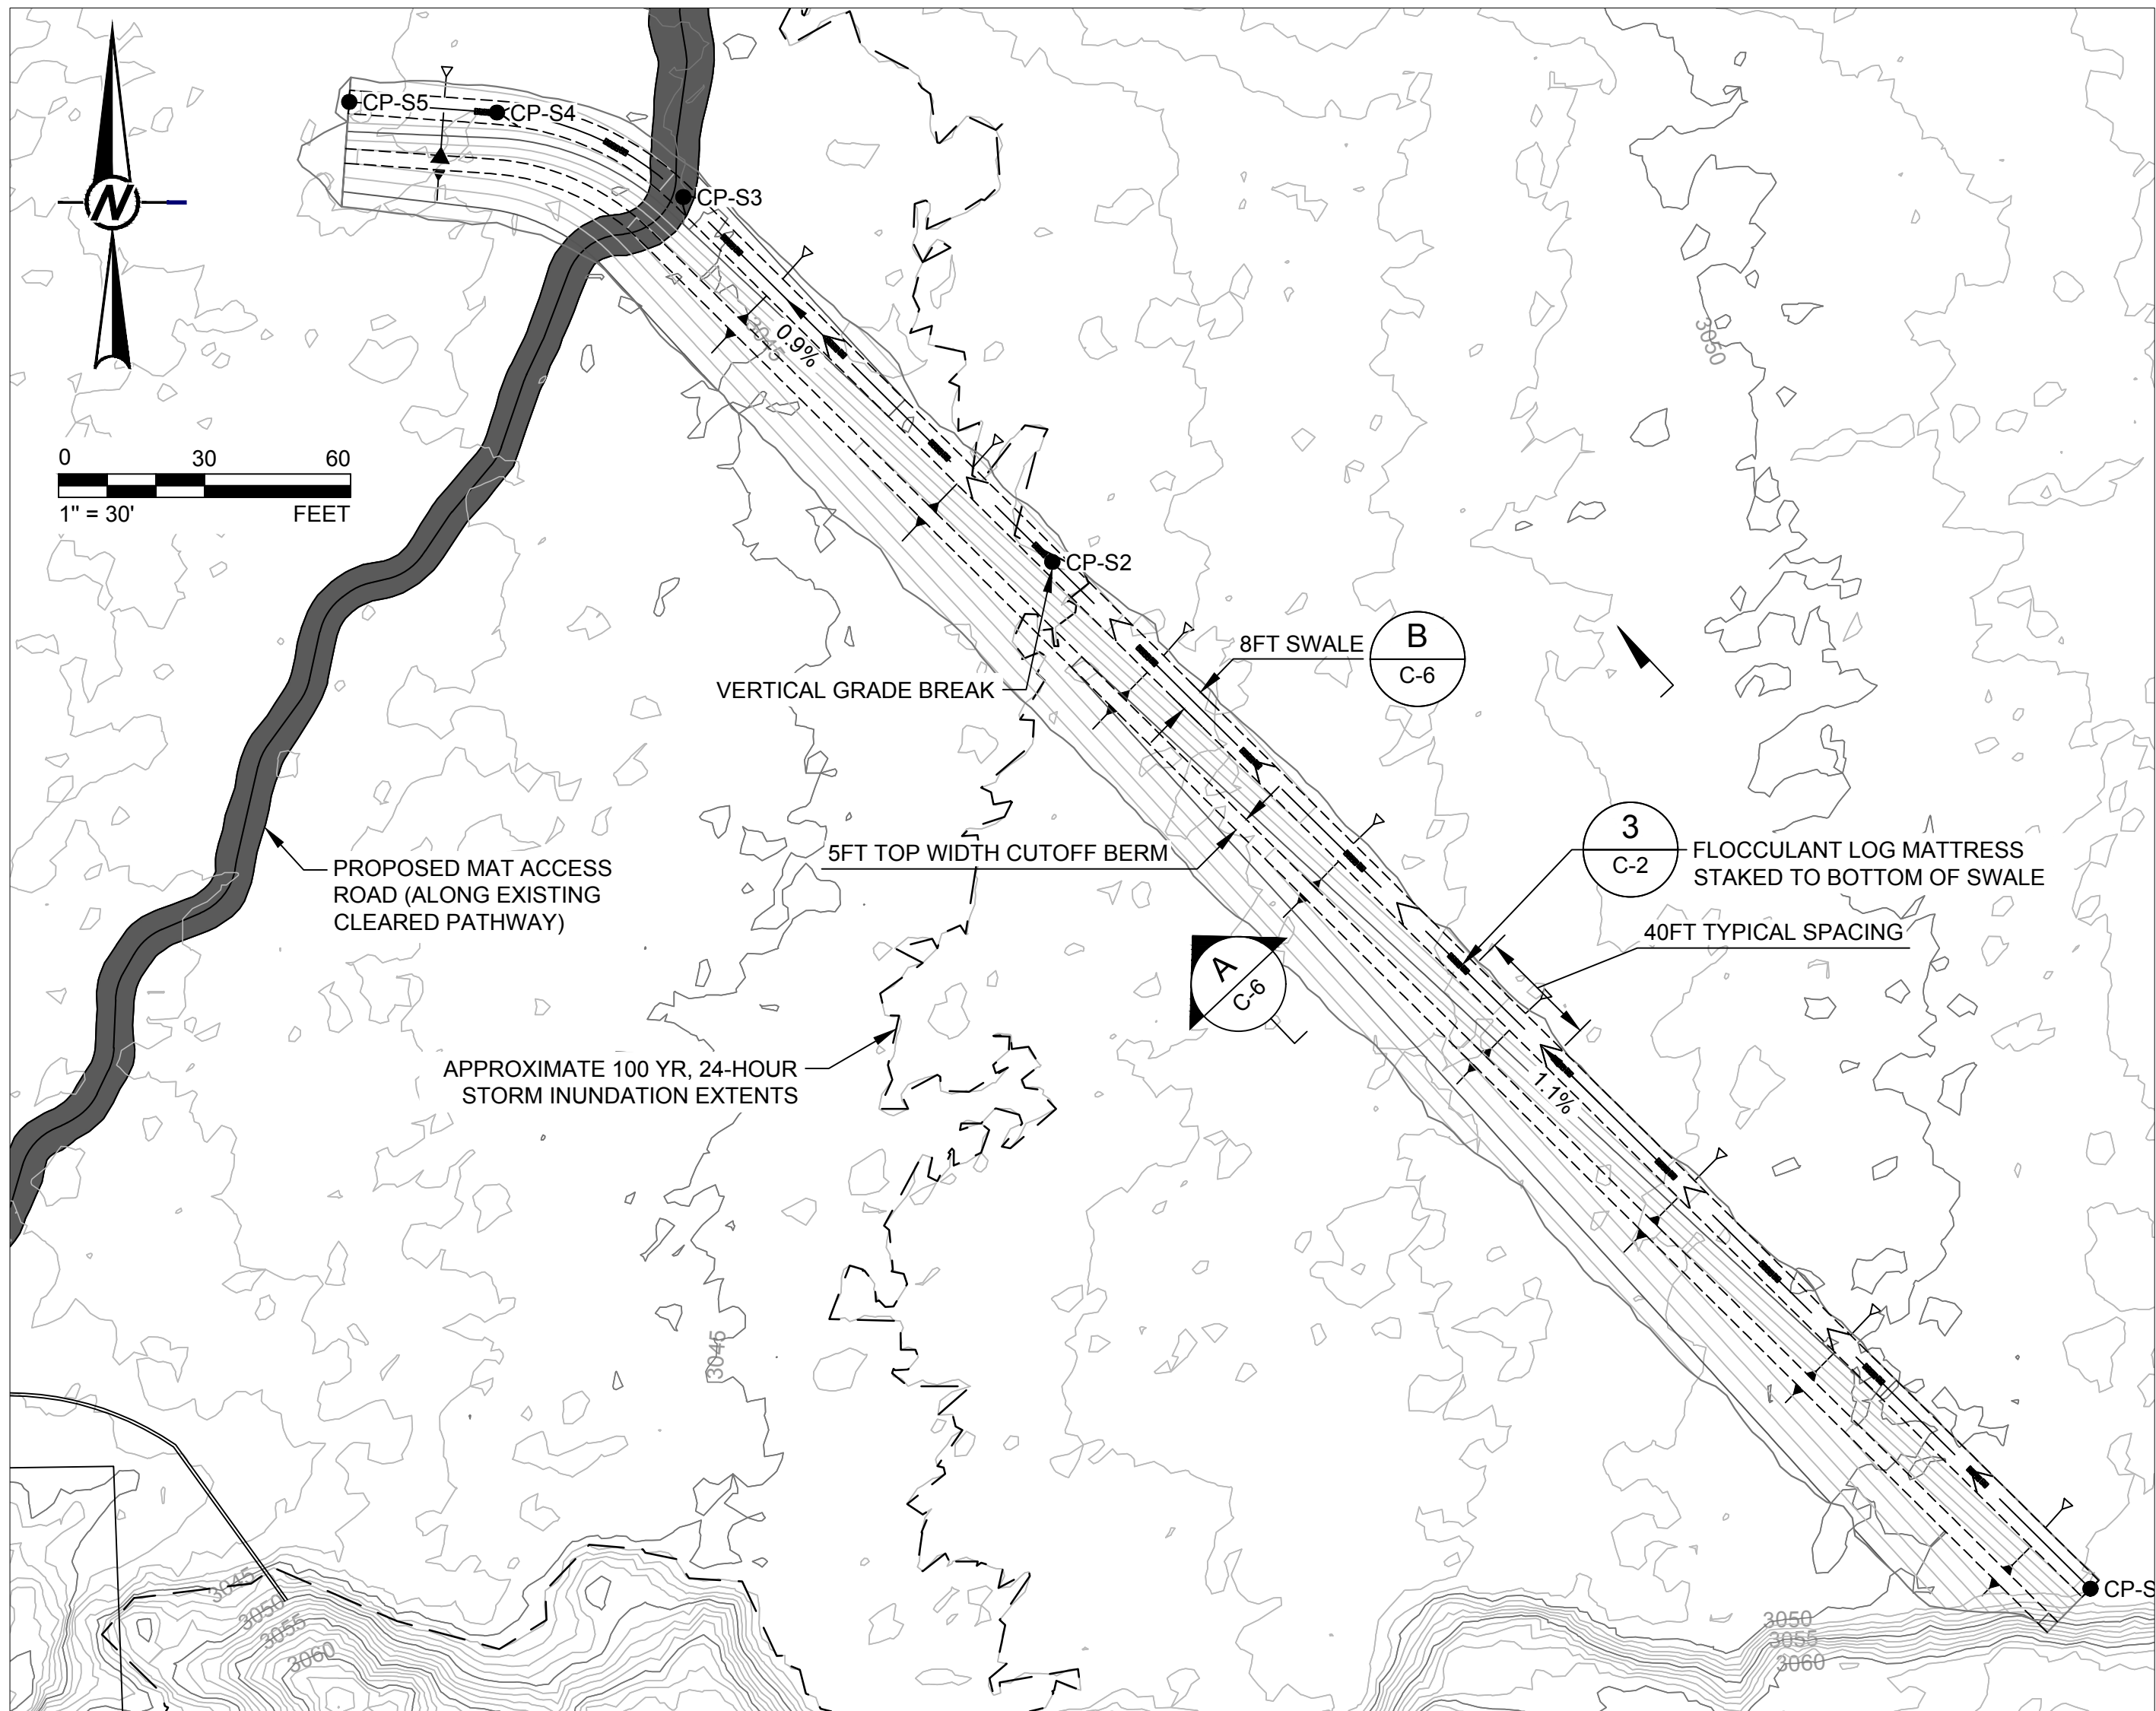 CP-S5
CP-S4
CP-S3
N
3050
0.9%
3045
0 30 60
1" = 30' FEET
CP-S2
8FT SWALE
B
C-6
VERTICAL GRADE BREAK
3
C-2
FLOCCULANT LOG MATTRESS
STAKED TO BOTTOM OF SWALE
5FT TOP WIDTH CUTOFF BERM
PROPOSED MAT ACCESS
ROAD (ALONG EXISTING
CLEARED PATHWAY)
40FT TYPICAL SPACING
A
C-6
APPROXIMATE 100 YR, 24-HOUR
STORM INUNDATION EXTENTS
1.1%
3045
3045
3050
3055
3060
CP-S
3050
3055
3060